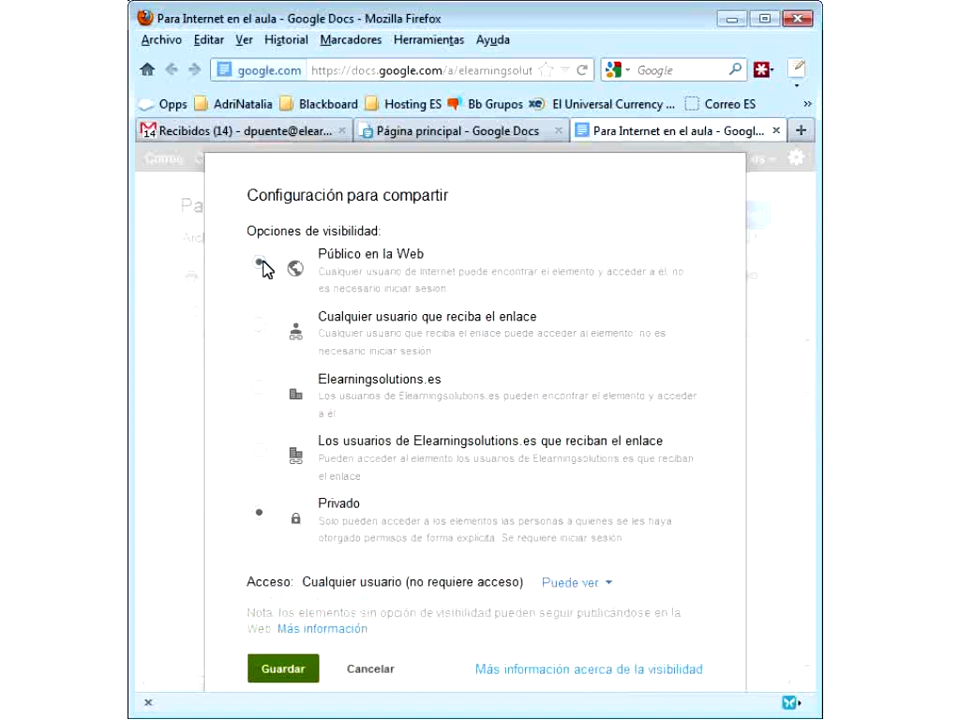 Para Internet en el aula - Google Docs - Mozilla Firefox
Archivo Editar Ver Historial Marcadores Herramientas Ayuda
google.com https://docs.google.com/a/elearningsolut Google
Opps AdriNatalia Blackboard Hosting ES Bb Grupos El Universal Currency ... Correo ES »
Recibidos (14) - dpuente@elear... × Página principal - Google Docs × Para Internet en el aula - Googl... × +
Configuración para compartir
Opciones de visibilidad:
Público en la Web
Cualquier usuario de Internet puede encontrar el elemento y acceder a él. no
es necesario iniciar sesión
Cualquier usuario que reciba el enlace
Cualquier usuario que reciba el enlace puede acceder al elemento no es
necesario iniciar sesión
Elearningsolutions.es
Los usuarios de Elearningsolutions.es pueden encontrar el elemento y acceder
a él
Los usuarios de Elearningsolutions.es que reciban el enlace
Pueden acceder al elemento los usuarios de Elearningsolutions.es que reciban
el enlace
Privado
Solo pueden acceder a los elementos las personas a quienes se les haya
otorgado permisos de forma explícita. Se requiere iniciar sesión
Acceso: Cualquier usuario (no requiere acceso) Puede ver
Nota: los elementos sin opción de visibilidad pueden seguir publicándose en la
Web. Más información
Guardar Cancelar Más información acerca de la visibilidad